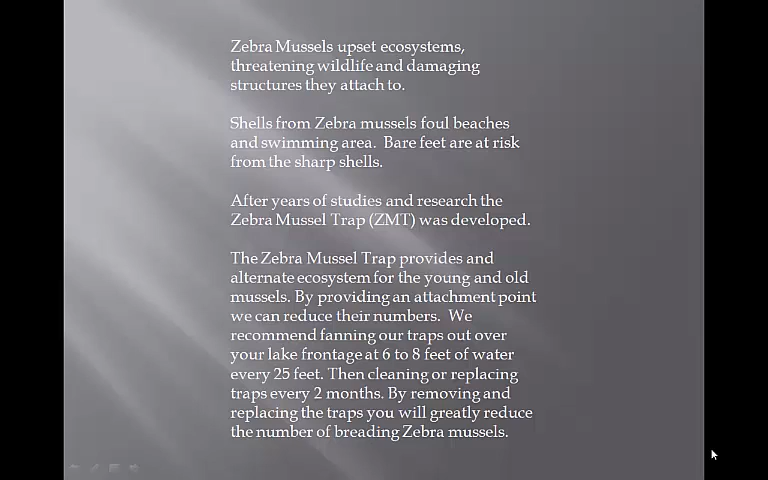 Zebra Mussels upset ecosystems,
threatening wildlife and damaging
structures they attach to.
Shells from Zebra mussels foul beaches
and swimming area. Bare feet are at risk
from the sharp shells.
After years of studies and research the
Zebra Mussel Trap (ZMT) was developed.
The Zebra Mussel Trap provides and
alternate ecosystem for the young and old
mussels. By providing an attachment point
we can reduce their numbers. We
recommend fanning our traps out over
your lake frontage at 6 to 8 feet of water
every 25 feet. Then cleaning or replacing
traps every 2 months. By removing and
replacing the traps you will greatly reduce
the number of breading Zebra mussels.